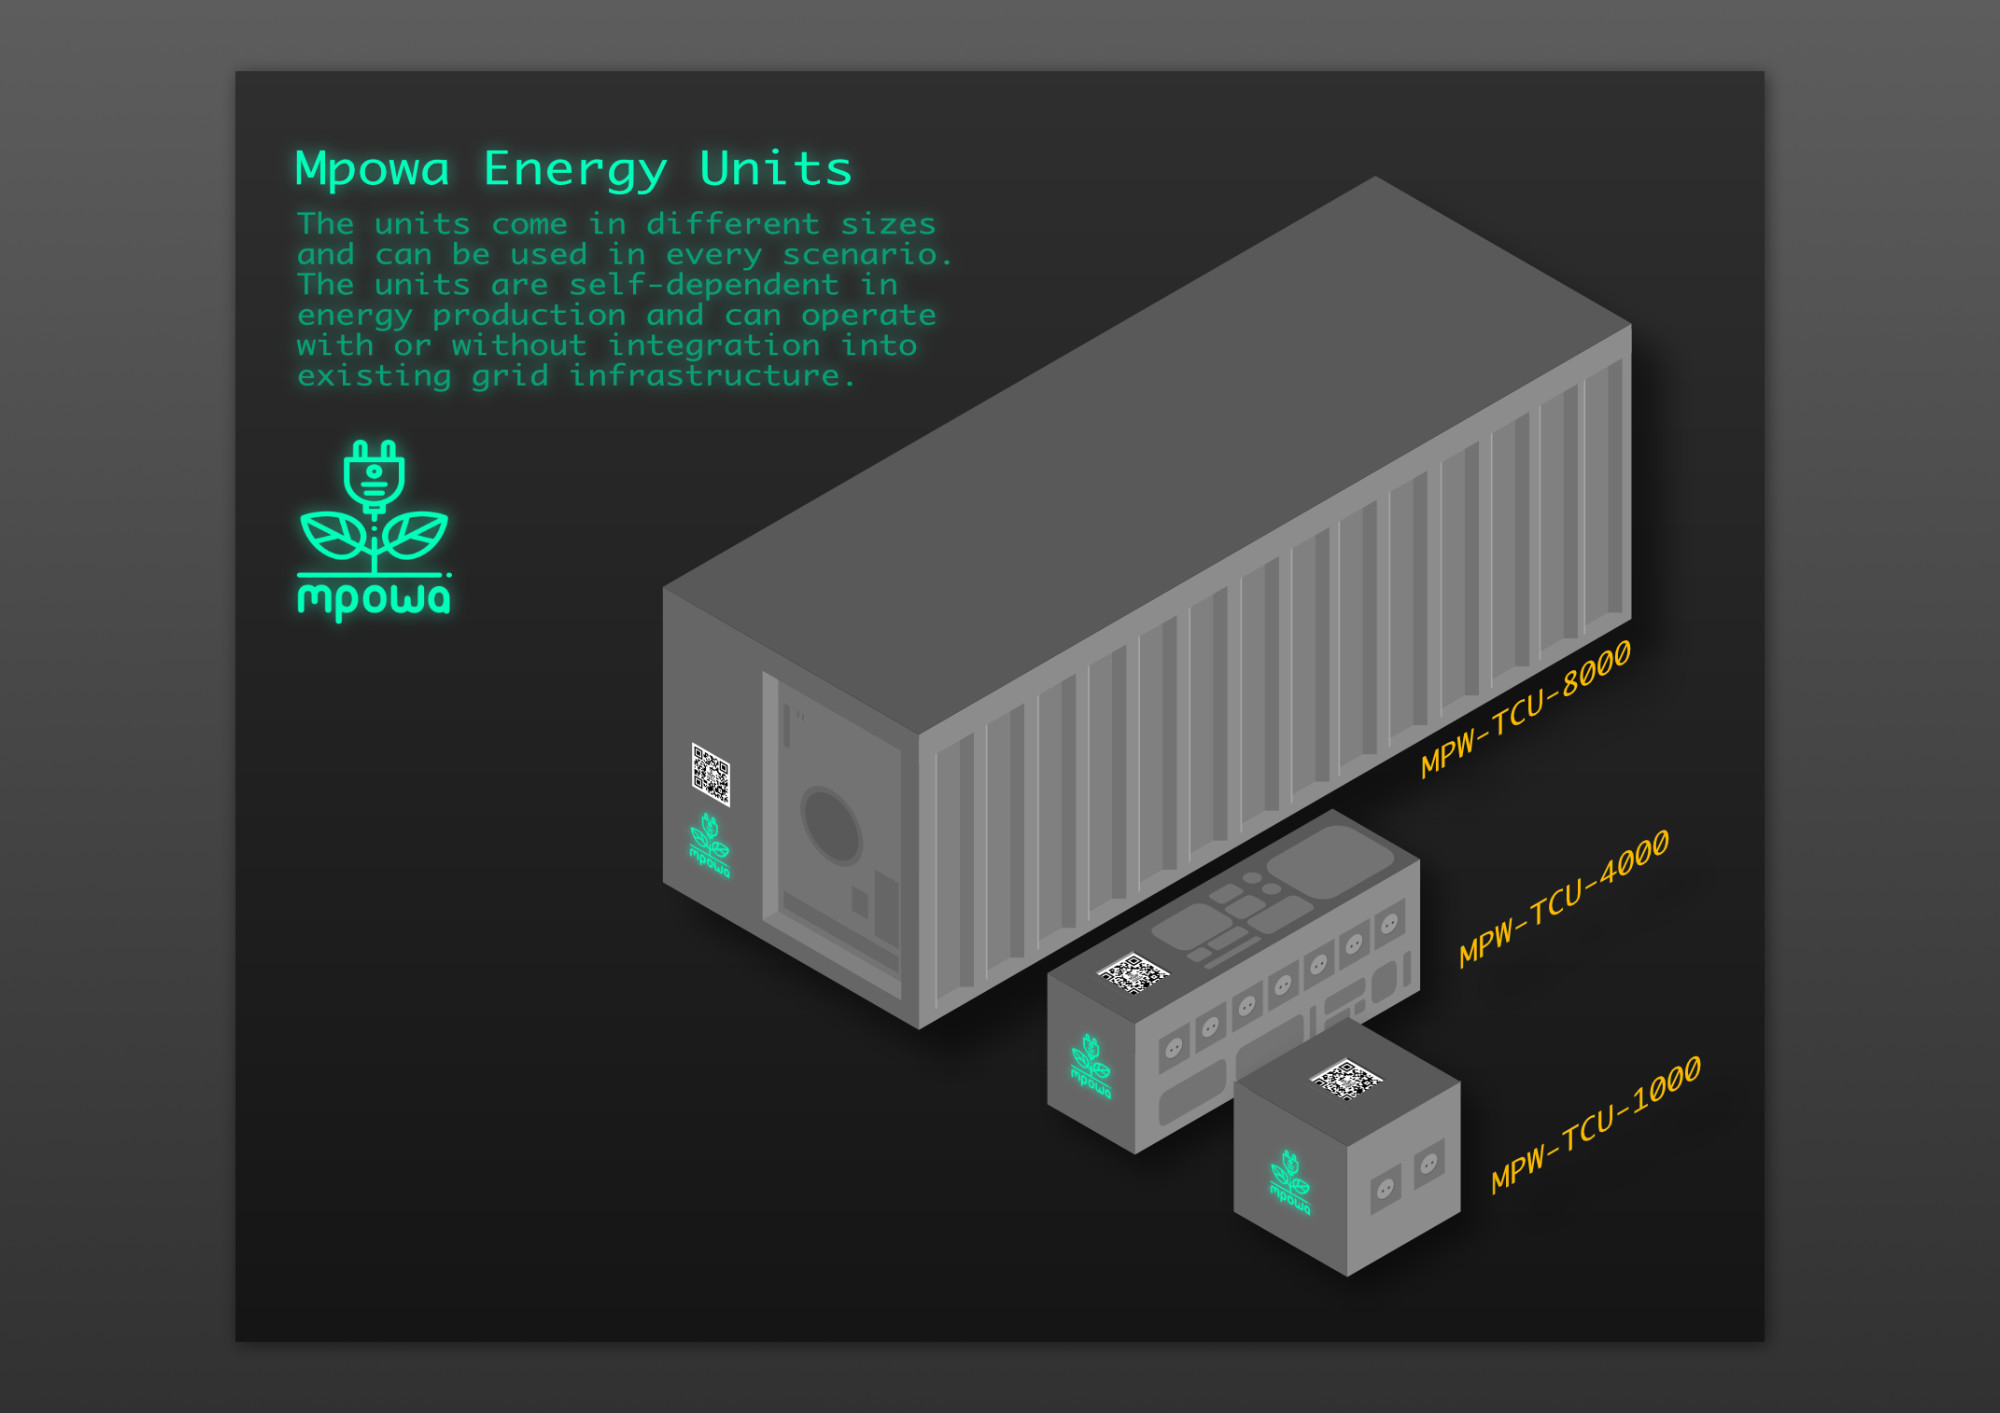 Mpowa Energy Units
The units come in different sizes
and can be used in every scenario.
The units are self-dependent in
energy production and can operate
with or without integration into
existing grid infrastructure.
mpowa
MPW-TCU-8000
mpowa
MPW-TCU-4000
mpowa
MPW-TCU-1000
mpowa